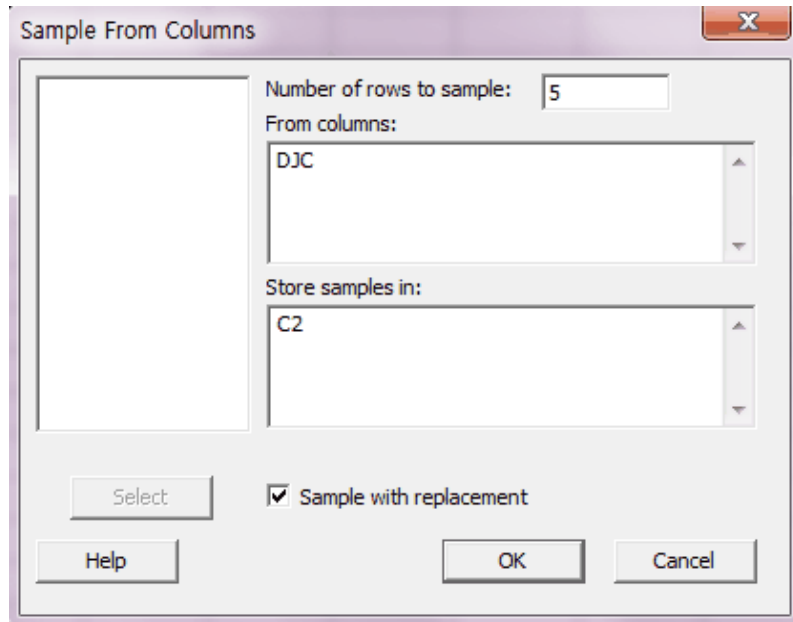 Sample From Columns
Number of rows to sample: 5
From columns:
DJC
Store samples in:
C2
Select
Sample with replacement
Help
OK
Cancel